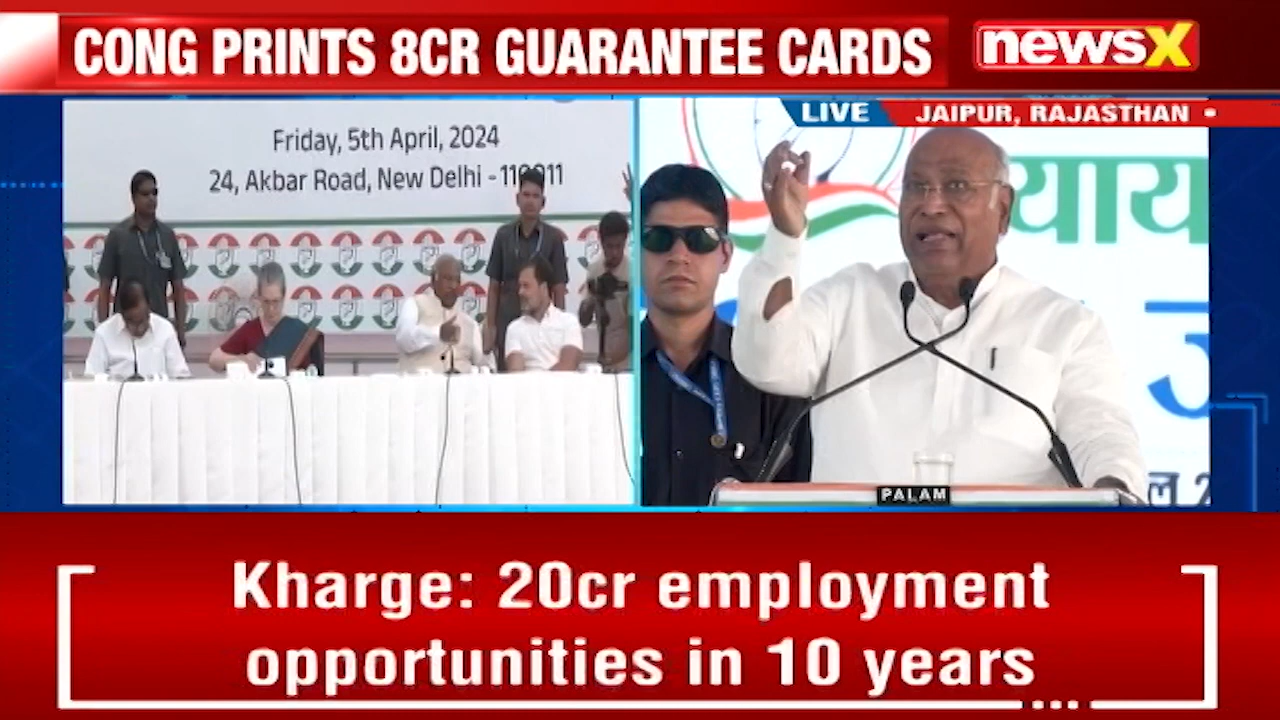 CONG PRINTS 8CR GUARANTEE CARDS
newsX
LIVE JAIPUR, RAJASTHAN
Friday, 5th April, 2024
24, Akbar Road, New Delhi - 110011
PALAM
Kharge: 20cr employment
opportunities in 10 years